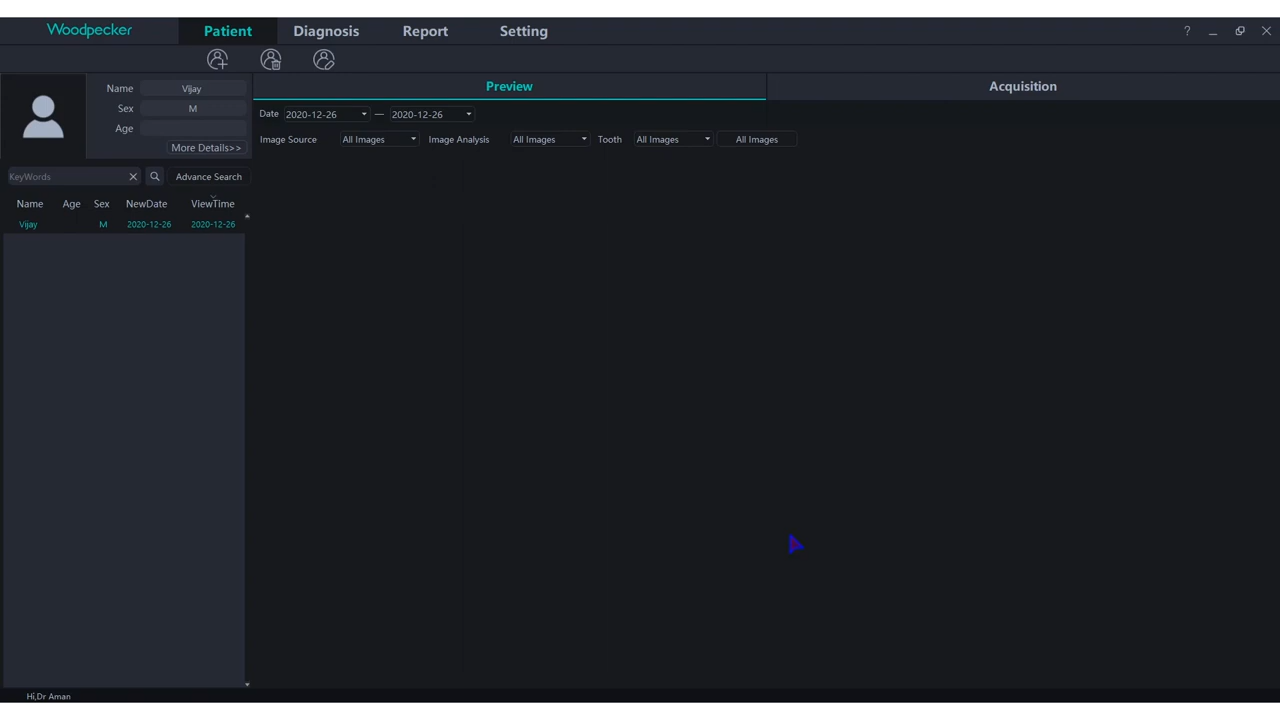 Woodpecker Patient Diagnosis Report Setting ?
Name Vijay
Sex M
Age
More Details>>
KeyWords Advance Search
Name Age Sex NewDate ViewTime
Vijay M 2020-12-26 2020-12-26
Preview Acquisition
Date 2020-12-26 — 2020-12-26
Image Source All Images Image Analysis All Images Tooth All Images All Images
Hi,Dr Aman